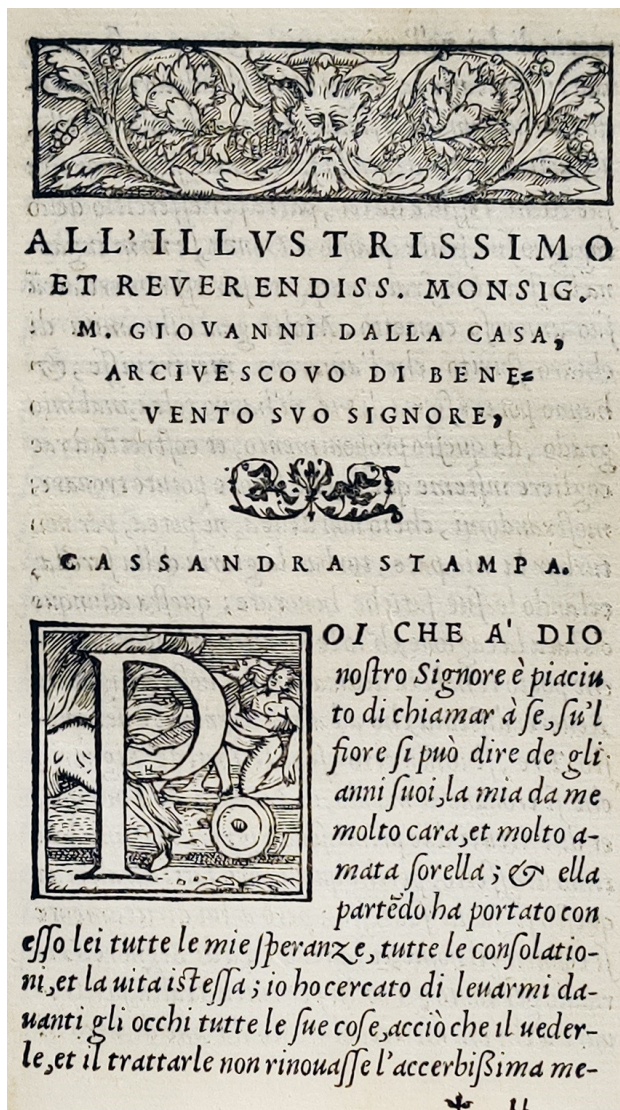 ALL'ILLVSTRISSIMO
ET REVERENDISS. MONSIG.
M. GIOVANNI DALLA CASA,
ARCIVESCOVO DI BENE=
VENTO SVO SIGNORE,
CASSANDRA STAMPA.
POI CHE A' DIO
noſtro Signore è piaciu
to di chiamar à ſe, ſu'l
fiore ſi può dire de gli
anni ſuoi, la mia da me
molto cara, et molto a-
mata ſorella; & ella
partẽdo ha portato con
eſſo lei tutte le mie ſperanze, tutte le conſolatio-
ni, et la uita iſteſſa; io ho cercato di leuarmi da-
uanti gli occhi tutte le ſue coſe, acciò che il ueder-
le, et il trattarle non rinouaſſe l'accerbiſsima me-